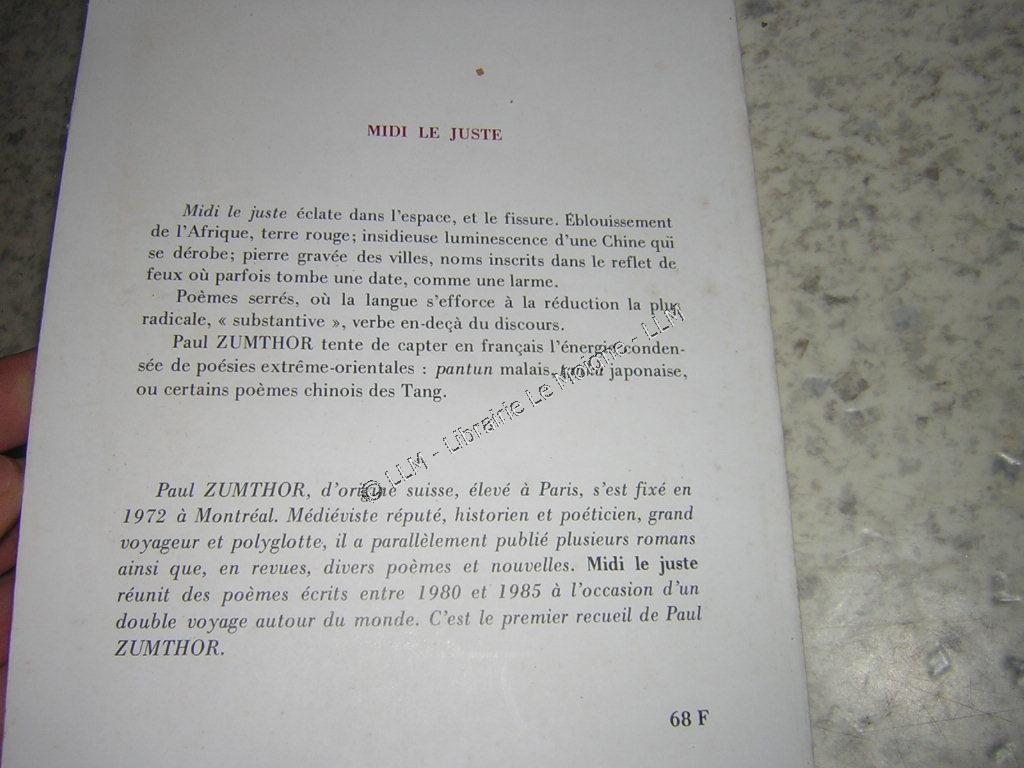 MIDI LE JUSTE
Midi le juste éclate dans l'espace, et le fissure. Éblouissement
de l'Afrique, terre rouge; insidieuse luminescence d'une Chine qui
se dérobe; pierre gravée des villes, noms inscrits dans le reflet de
feux où parfois tombe une date, comme une larme.
Poèmes serrés, où la langue s'efforce à la réduction la plus
radicale, « substantive », verbe en-deçà du discours.
Paul ZUMTHOR tente de capter en français l'énergie conden-
sée de poésies extrême-orientales : pantun malais, tanka japonaise,
ou certains poèmes chinois des Tang.
© LLM - Librairie Le Moigne - LLM
Paul ZUMTHOR, d'origine suisse, élevé à Paris, s'est fixé en
1972 à Montréal. Médiéviste réputé, historien et poéticien, grand
voyageur et polyglotte, il a parallèlement publié plusieurs romans
ainsi que, en revues, divers poèmes et nouvelles. Midi le juste
réunit des poèmes écrits entre 1980 et 1985 à l'occasion d'un
double voyage autour du monde. C'est le premier recueil de Paul
ZUMTHOR.
68 F